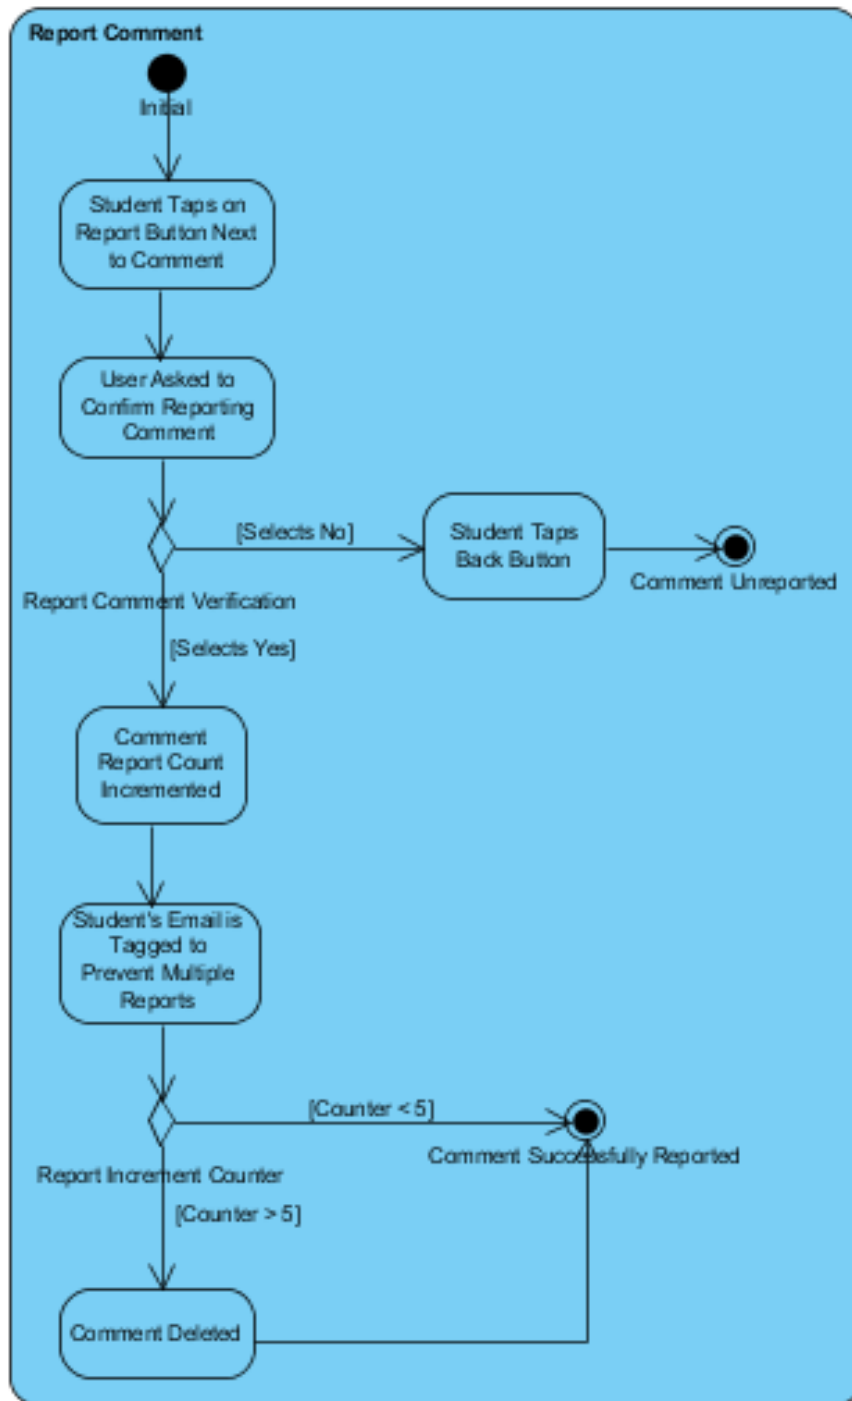 Report Comment
Initial
Student Taps on
Report Button Next
to Comment
User Asked to
Confirm Reporting
Comment
[Selects No]
Student Taps
Back Button
Comment Unreported
Report Comment Verification
[Selects Yes]
Comment
Report Count
Incremented
Student's Email is
Tagged to
Prevent Multiple
Reports
[Counter < 5]
Comment Successfully Reported
Report Increment Counter
[Counter > 5]
Comment Deleted